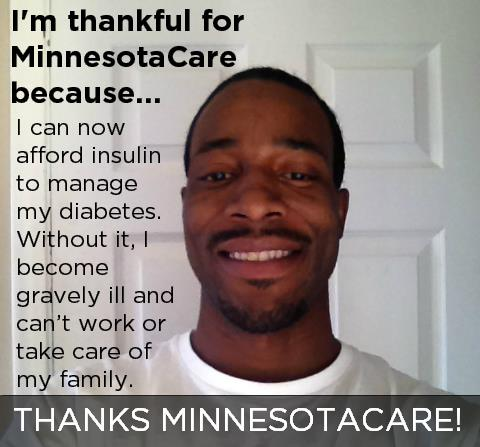 I'm thankful for
MinnesotaCare
because...
I can now
afford insulin
to manage
my diabetes.
Without it, I
become
gravely ill and
can't work or
take care of
my family.
THANKS MINNESOTACARE!